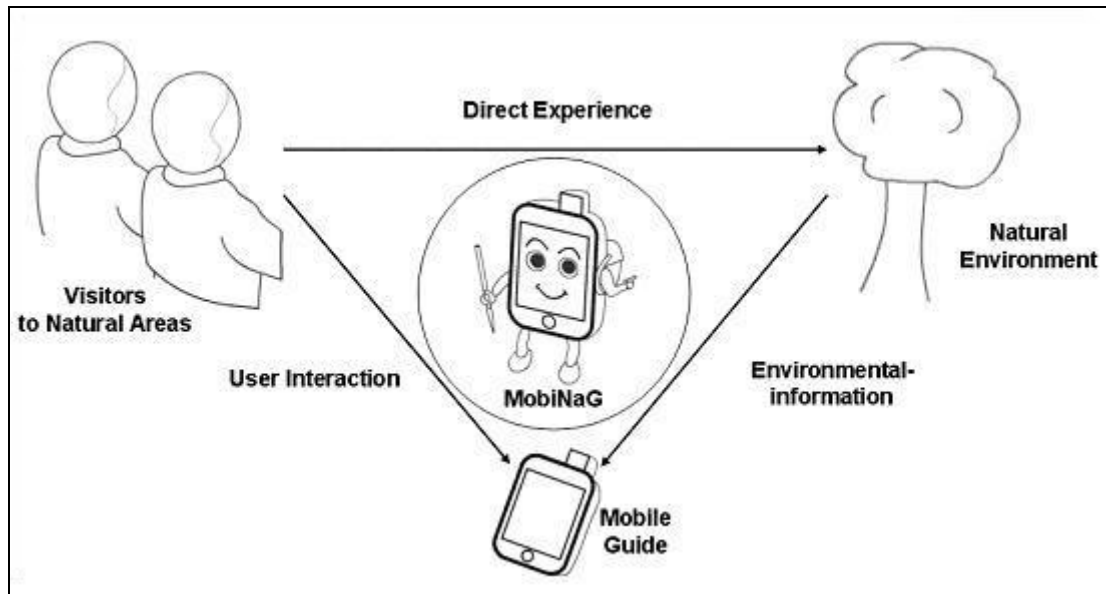 Direct Experience
Natural
Environment
Visitors
to Natural Areas
User Interaction
MobiNaG
Environmental-
information
Mobile
Guide